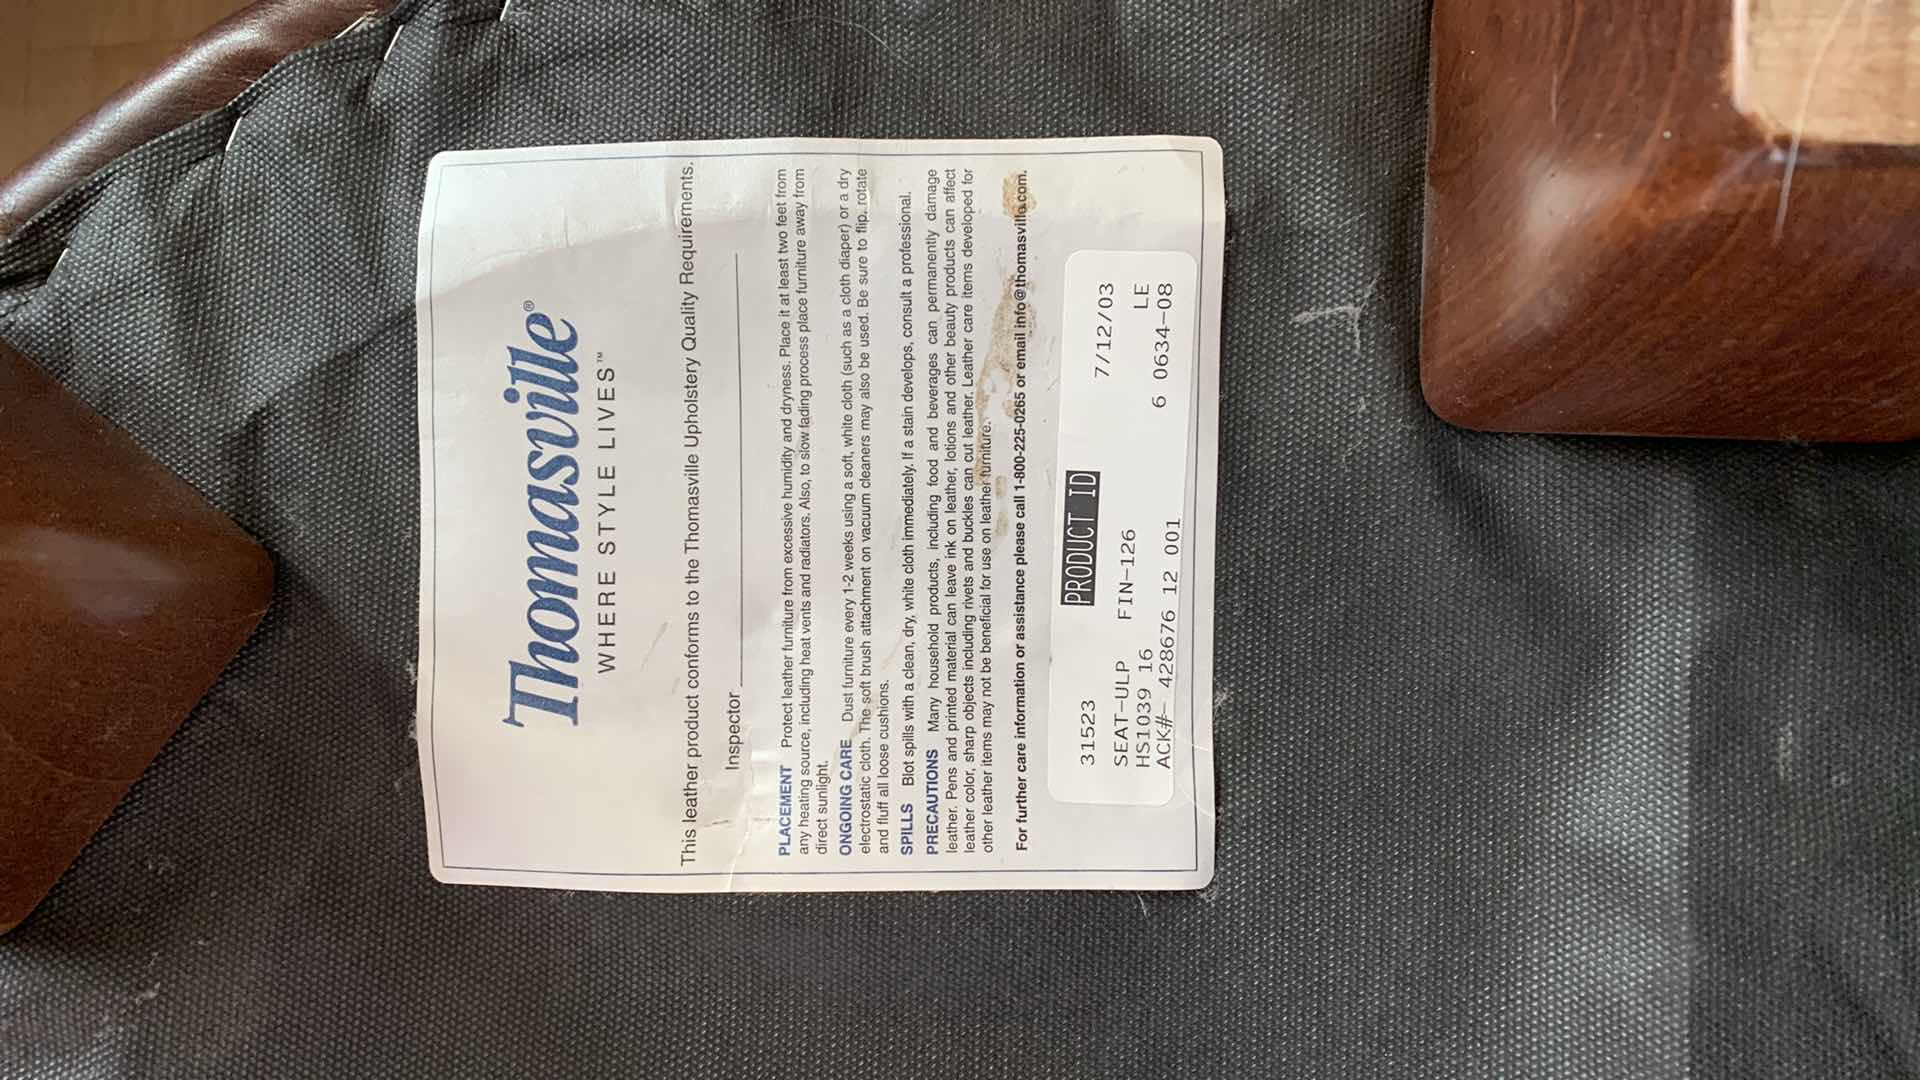 Thomasville®
WHERE STYLE LIVES™
This leather product conforms to the Thomasville Upholstery Quality Requirements.
Inspector
PLACEMENT Protect leather furniture from excessive humidity and dryness. Place it at least two feet from
any heating source, including heat vents and radiators. Also, to slow fading process place furniture away from
direct sunlight.
ONGOING CARE Dust furniture every 1-2 weeks using a soft, white cloth (such as a cloth diaper) or a dry
electrostatic cloth. The soft brush attachment on vacuum cleaners may also be used. Be sure to flip, rotate
and fluff all loose cushions.
SPILLS Blot spills with a clean, dry, white cloth immediately. If a stain develops, consult a professional.
PRECAUTIONS Many household products, including food and beverages can permanently damage
leather. Pens and printed material can leave ink on leather, lotions and other beauty products can affect
leather color, sharp objects including rivets and buckles can cut leather. Leather care items developed for
other leather items may not be beneficial for use on leather furniture.
For further care information or assistance please call 1-800-225-0265 or email info@thomasville.com.
31523 PRODUCT ID 7/12/03
SEAT-ULP FIN-126
HS1039 16 LE
ACK#- 428676 12 001 6 0634-08